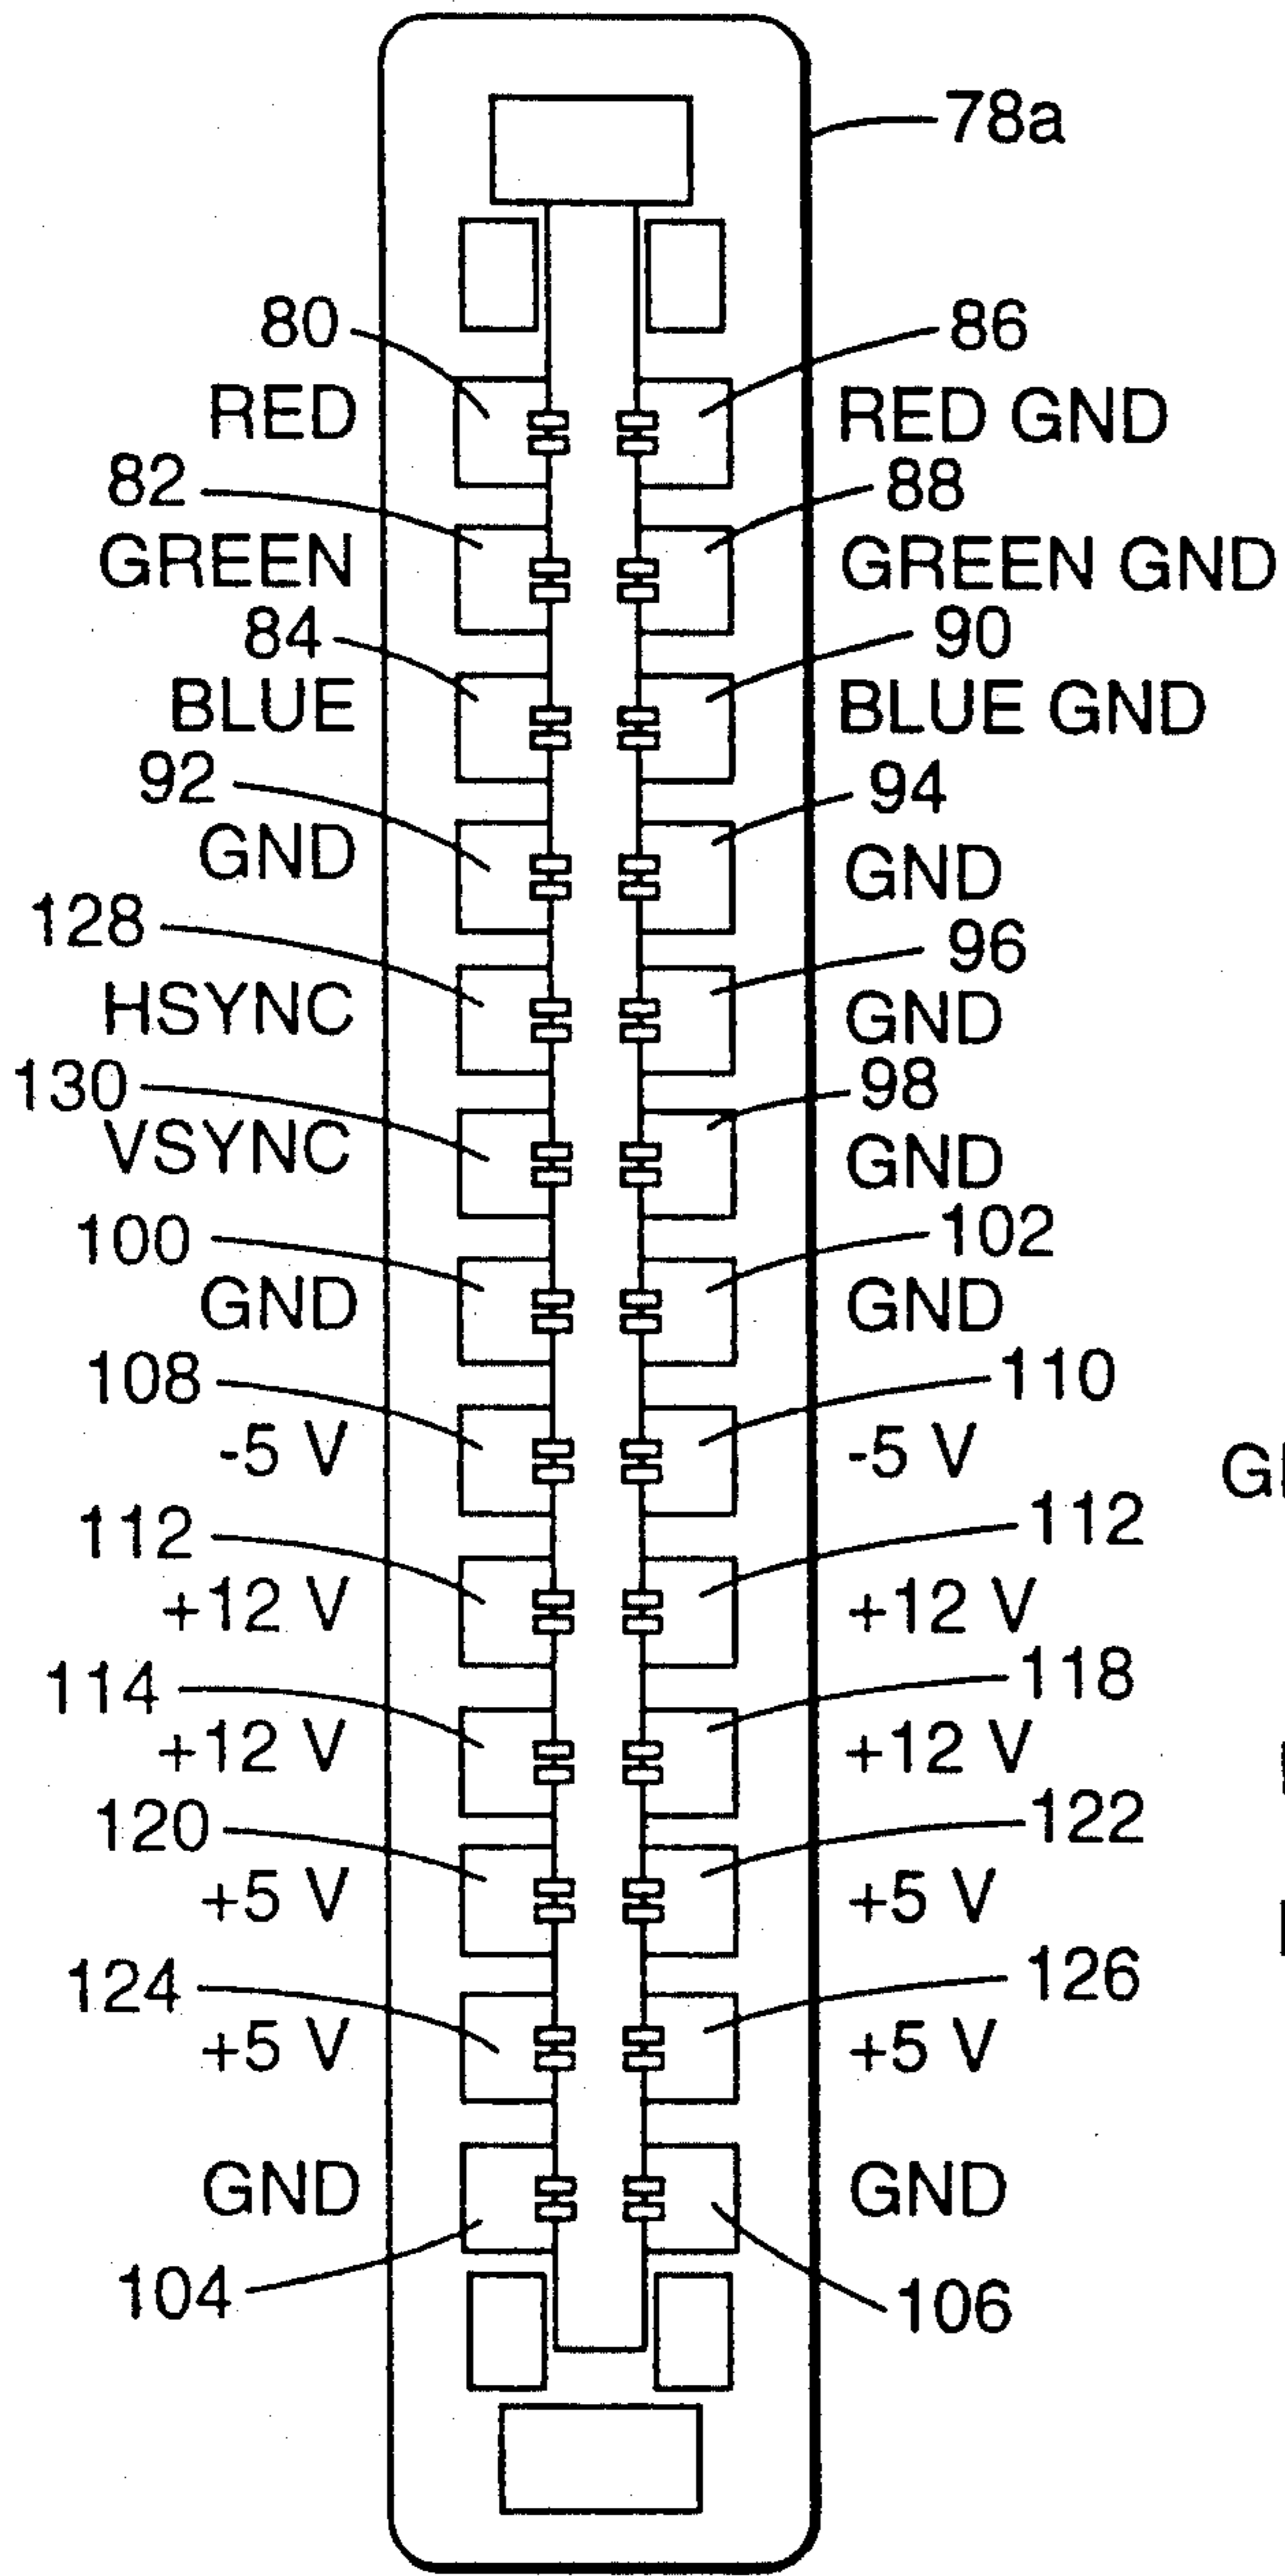 78a
80 86
RED RED GND
82 88
GREEN GREEN GND
84 90
BLUE BLUE GND
92 94
GND GND
128 96
HSYNC GND
130 98
VSYNC GND
100 102
GND GND
108 110
-5 V -5 V
112 112
+12 V +12 V
114 118
+12 V +12 V
120 122
+5 V +5 V
124 126
+5 V +5 V
GND GND
104 106